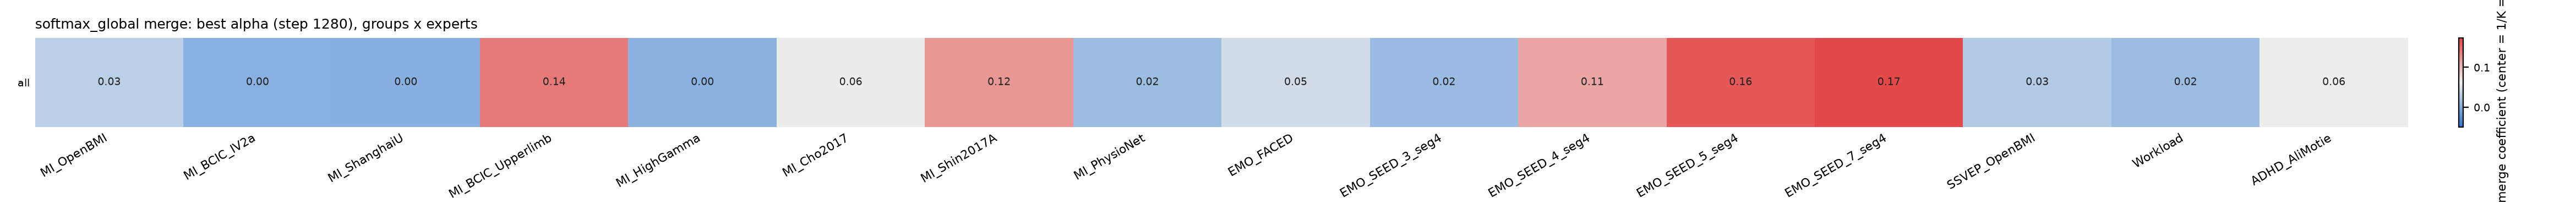 softmax_global merge: best alpha (step 1280), groups x experts
all
0.03 0.00 0.00 0.14 0.00 0.06 0.12 0.02 0.05 0.02 0.11 0.16 0.17 0.03 0.02 0.06
MI_OpenBMI MI_BCIC_IV2a MI_ShanghaiU MI_BCIC_Upperlimb MI_HighGamma MI_Cho2017 MI_Shin2017A MI_PhysioNet EMO_FACED EMO_SEED_3_seg4 EMO_SEED_4_seg4 EMO_SEED_5_seg4 EMO_SEED_7_seg4 SSVEP_OpenBMI Workload ADHD_AliMotie
0.1
0.0
merge coefficient (center = 1/K =